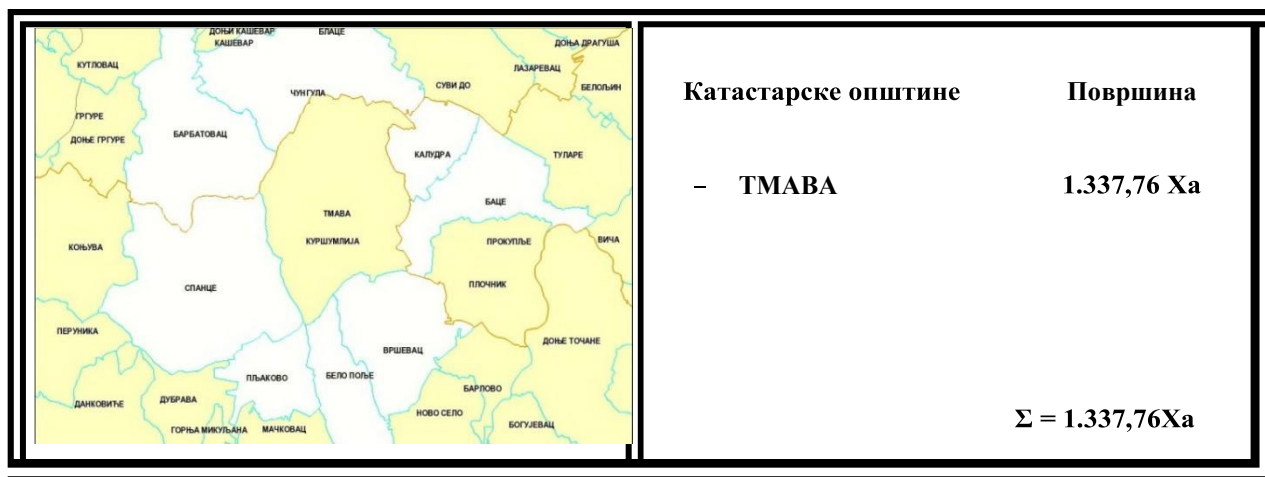 ДОЊИ КАШЕВАР
КАШЕВАР
БЛАЦЕ
ДОЊА ДРАГУША
КУТЛОВАЦ
ЛАЗАРЕВАЦ
СУВИ ДО
БЕЛОЉИН
ЧУНГУЛА
ГРГУРЕ
ДОЊЕ ГРГУРЕ
БАРБАТОВАЦ
КАЛУДРА
ТУЛАРЕ
БАЦЕ
ТМАВА
КУРШУМЛИЈА
ПРОКУПЉЕ
ВИЧА
КОЊУВА
СПАНЦЕ
ПЛОЧНИК
ПЕРУНИКА
ДОЊЕ ТОЧАНЕ
ВРШЕВАЦ
ПЉАКОВО
БЕЛО ПОЉЕ
БАРЛОВО
ДАНКОВИЋЕ
ДУБРАВА
НОВО СЕЛО
ГОРЊА МИКУЉАНА
МАЧКОВАЦ
БОГУЈЕВАЦ
Катастарске општине Површина
– ТМАВА 1.337,76 Ха
Σ = 1.337,76Ха